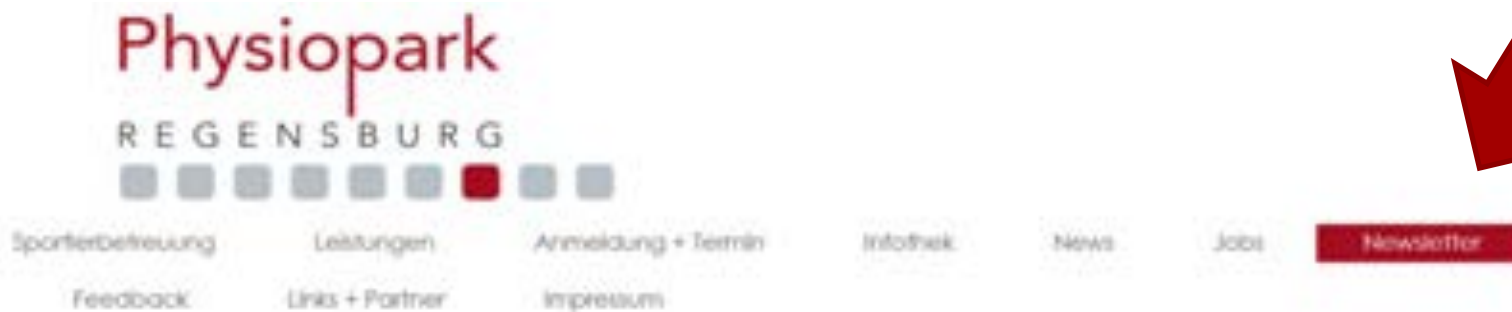 Physiopark
REGENSBURG
Sportlerbetreuung Leistungen Anmeldung + Termin Infothek News Jobs Newsletter
Feedback Links + Partner Impressum